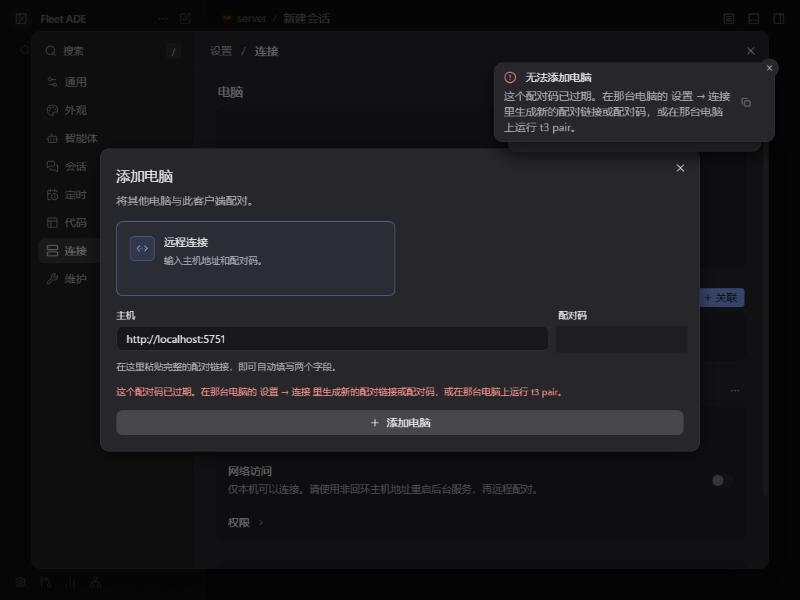 Fleet ADE
server / 新建会话
搜索
/
设置 / 连接
通用
外观
智能体
会话
定时
代码
连接
维护
电脑
无法添加电脑
这个配对码已过期。在那台电脑的 设置 → 连接
里生成新的配对链接或配对码，或在那台电脑
上运行 t3 pair。
添加电脑
将其他电脑与此客户端配对。
远程连接
输入主机地址和配对码。
+ 关联
主机
配对码
http://localhost:5751
在这里粘贴完整的配对链接，即可自动填写两个字段。
这个配对码已过期。在那台电脑的 设置 → 连接 里生成新的配对链接或配对码，或在那台电脑上运行 t3 pair。
+ 添加电脑
网络访问
仅本机可以连接。请使用非回环主机地址重启后台服务，再远程配对。
权限